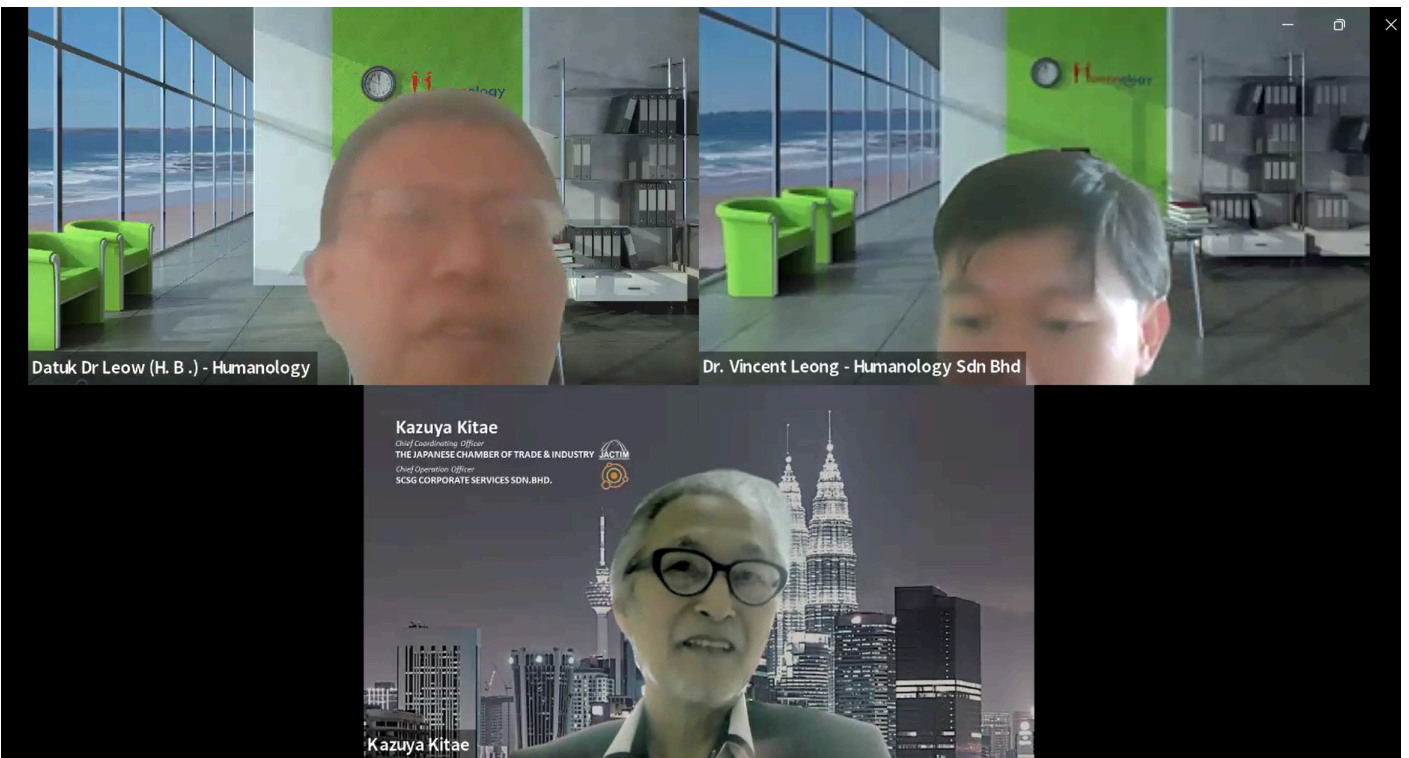 Humanology
Datuk Dr Leow (H. B .) - Humanology
Dr. Vincent Leong - Humanology Sdn Bhd
Kazuya Kitae
Chief Coordinating Officer
THE JAPANESE CHAMBER OF TRADE & INDUSTRY
JACTIM
Chief Operation Officer
SCSG CORPORATE SERVICES SDN.BHD.
Kazuya Kitae